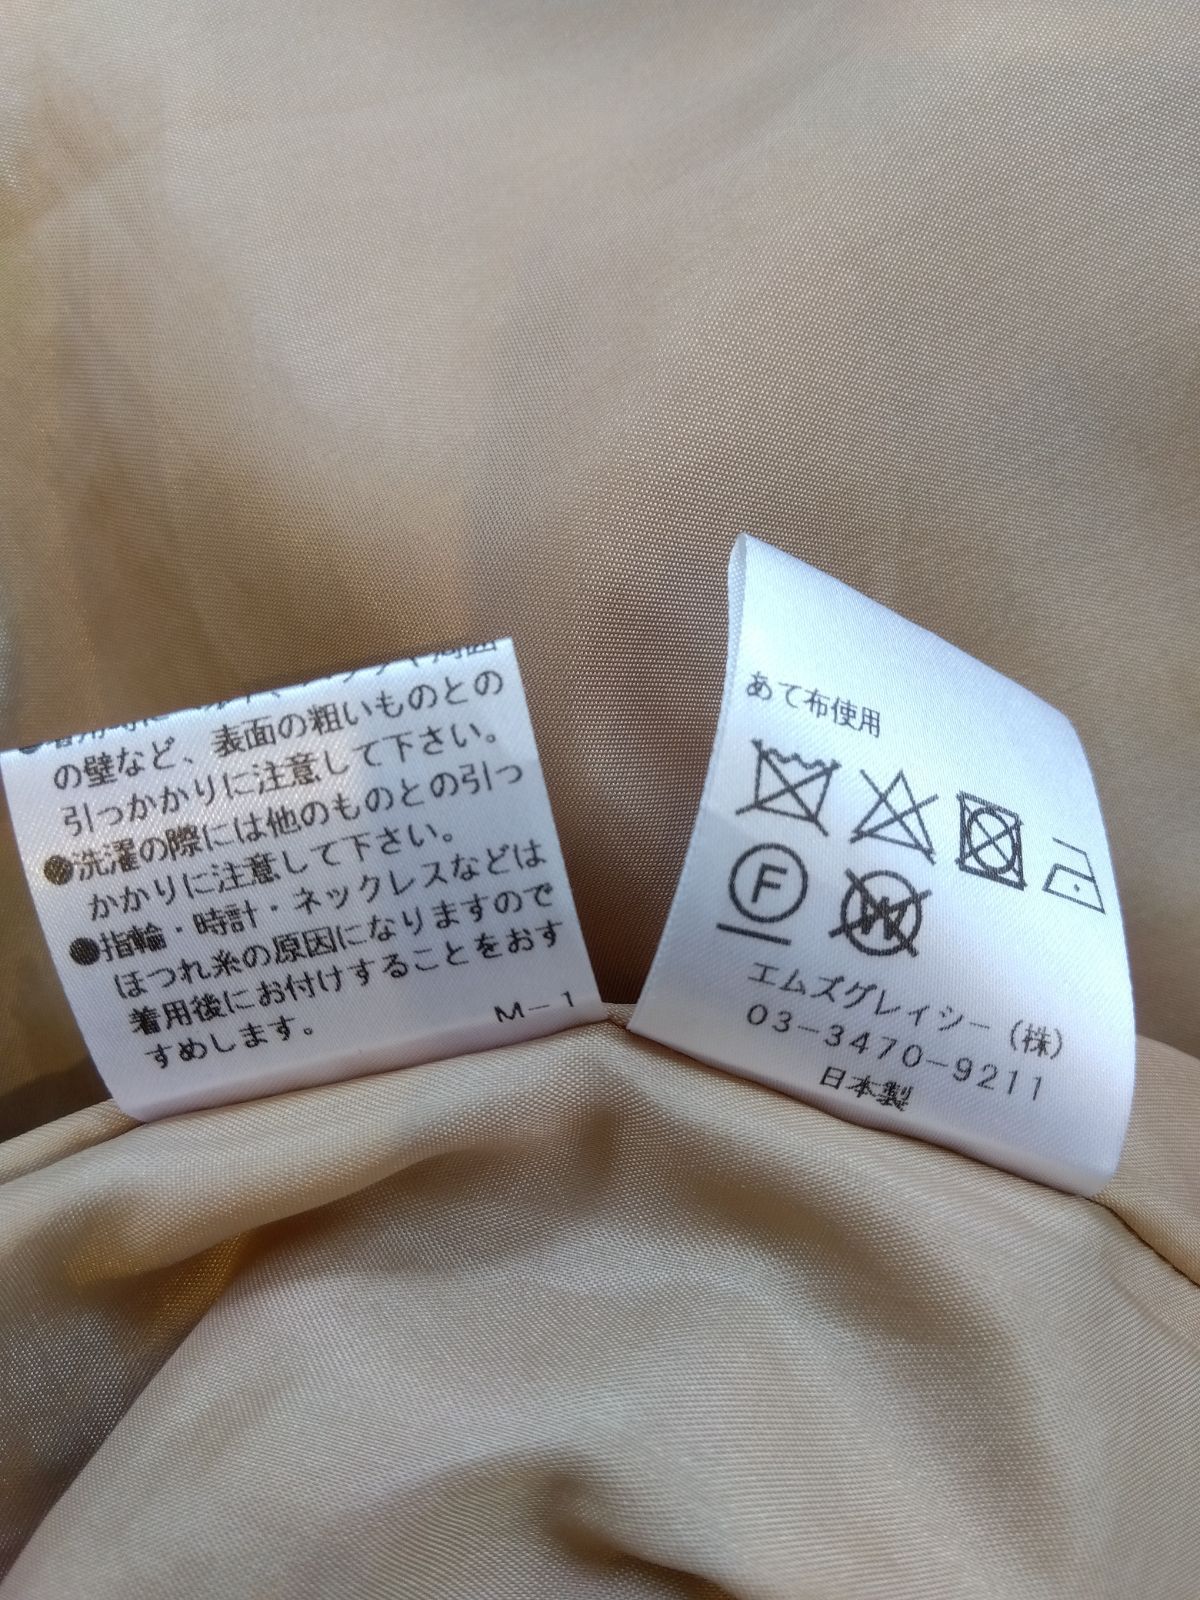 の壁など、表面の粗いものとの
引っかかりに注意して下さい。
●洗濯の際には他のものとの引っ
かかりに注意して下さい。
●指輪・時計・ネックレスなどは
ほつれ糸の原因になりますので
着用後にお付けすることをおす
すめします。
M-1
あて布使用
F
W
エムズグレイシー(株)
03-3470-9211
日本製